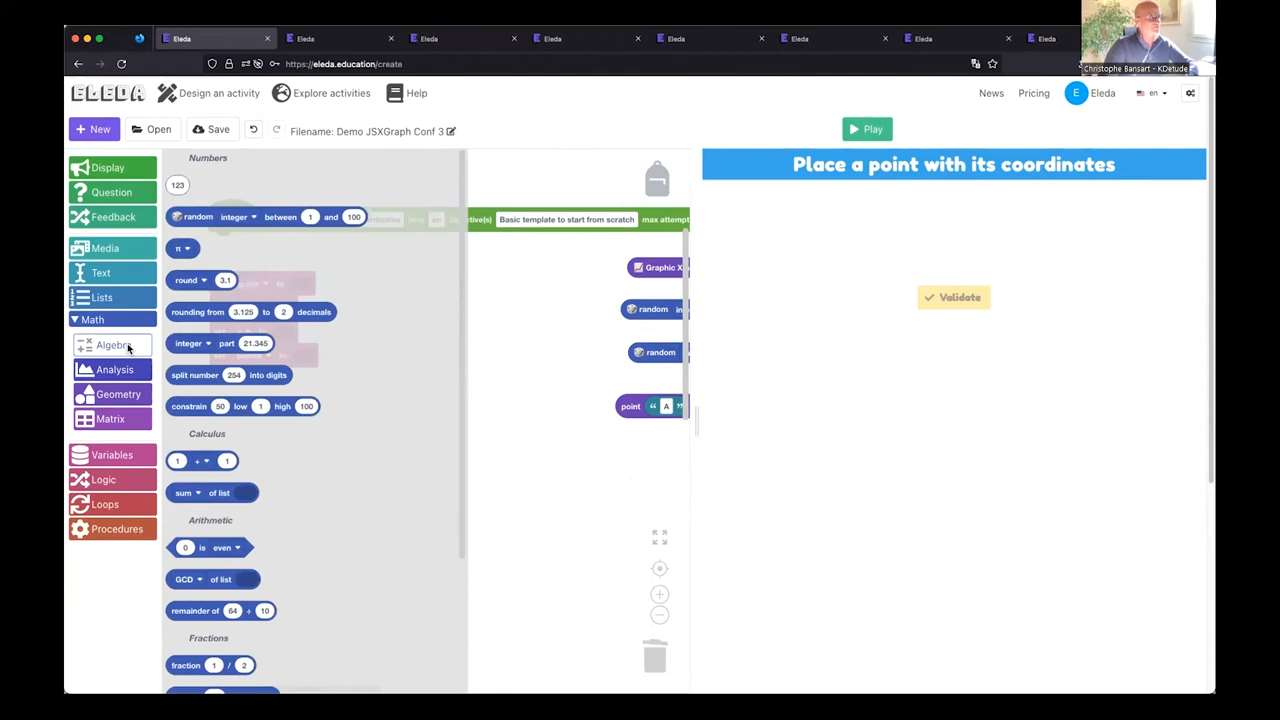 Eleda
Eleda
Eleda
Eleda
Eleda
Eleda
Eleda
Eleda
https://eleda.education/create
Christophe Bansart - KDetude
ELEDA
Design an activity
Explore activities
Help
News
Pricing
E
Eleda
en
New
Open
Save
Filename: Demo JSXGraph Conf 3
Play
Display
Question
Feedback
Media
Text
Lists
Math
Algebra
Analysis
Geometry
Matrix
Variables
Logic
Loops
Procedures
Numbers
123
random integer between 1 and 100
π
round 3.1
rounding from 3.125 to 2 decimals
integer part 21.345
split number 254 into digits
constrain 50 low 1 high 100
Calculus
1 + 1
sum of list
Arithmetic
0 is even
GCD of list
remainder of 64 ÷ 10
Fractions
fraction 1 / 2
Basic template to start from scratch max attempt
Graphic X
random in
random
point “ A ”
Place a point with its coordinates
Validate